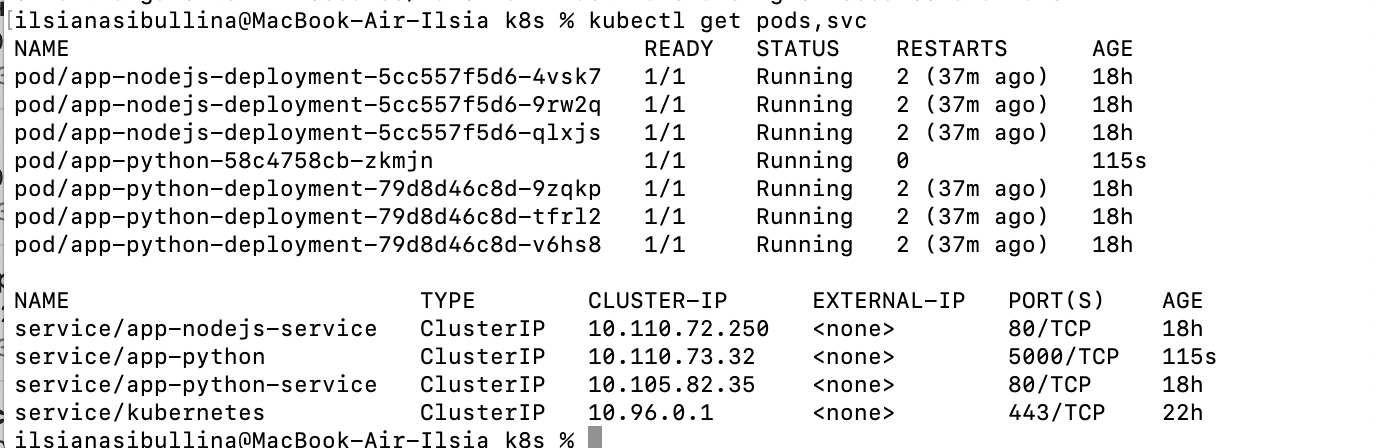 [ilsianasibullina@MacBook-Air-Ilsia k8s % kubectl get pods,svc
NAME READY STATUS RESTARTS AGE
pod/app-nodejs-deployment-5cc557f5d6-4vsk7 1/1 Running 2 (37m ago) 18h
pod/app-nodejs-deployment-5cc557f5d6-9rw2q 1/1 Running 2 (37m ago) 18h
pod/app-nodejs-deployment-5cc557f5d6-qlxjs 1/1 Running 2 (37m ago) 18h
pod/app-python-58c4758cb-zkmjn 1/1 Running 0 115s
pod/app-python-deployment-79d8d46c8d-9zqkp 1/1 Running 2 (37m ago) 18h
pod/app-python-deployment-79d8d46c8d-tfrl2 1/1 Running 2 (37m ago) 18h
pod/app-python-deployment-79d8d46c8d-v6hs8 1/1 Running 2 (37m ago) 18h
NAME TYPE CLUSTER-IP EXTERNAL-IP PORT(S) AGE
service/app-nodejs-service ClusterIP 10.110.72.250 <none> 80/TCP 18h
service/app-python ClusterIP 10.110.73.32 <none> 5000/TCP 115s
service/app-python-service ClusterIP 10.105.82.35 <none> 80/TCP 18h
service/kubernetes ClusterIP 10.96.0.1 <none> 443/TCP 22h
ilsianasibullina@MacBook-Air-Ilsia k8s %